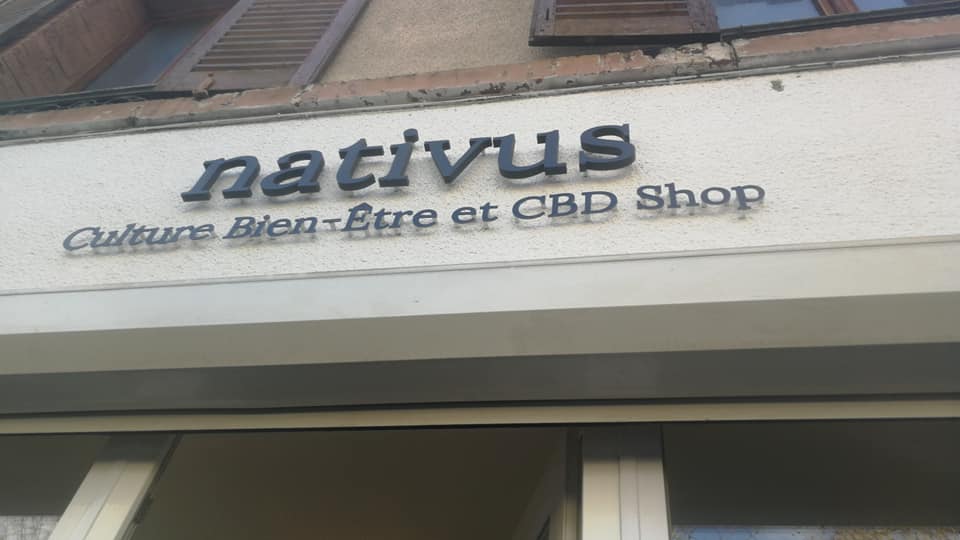 nativus
Culture Bien-Être et CBD Shop